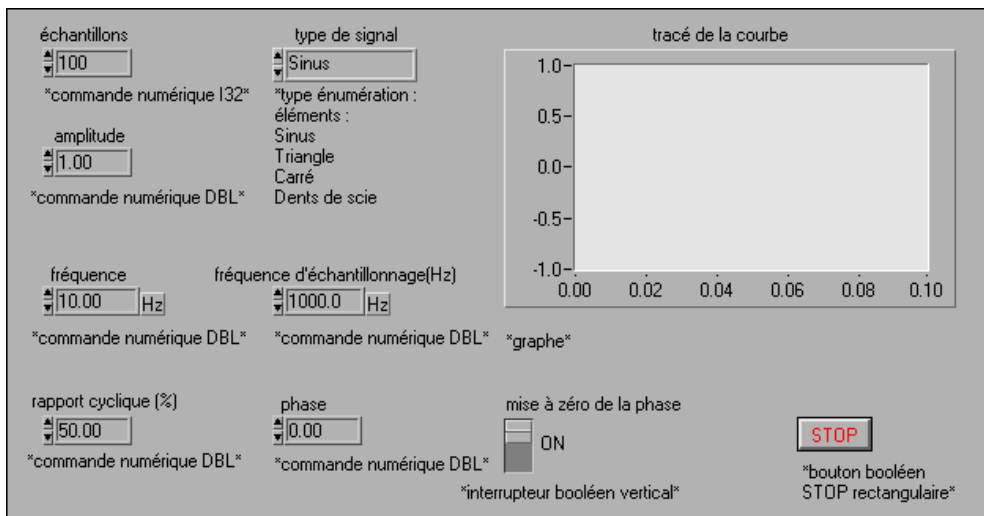 échantillons
100
*commande numérique I32*
amplitude
1.00
*commande numérique DBL*
type de signal
Sinus
*type énumération :
éléments :
Sinus
Triangle
Carré
Dents de scie
tracé de la courbe
1.0
0.5
0.0
-0.5
-1.0
0.00 0.02 0.04 0.06 0.08 0.10
*graphe*
fréquence
10.00 Hz
*commande numérique DBL*
fréquence d'échantillonnage(Hz)
1000.0 Hz
*commande numérique DBL*
rapport cyclique (%)
50.00
*commande numérique DBL*
phase
0.00
*commande numérique DBL*
mise à zéro de la phase
ON
*interrupteur booléen vertical*
STOP
*bouton booléen
STOP rectangulaire*